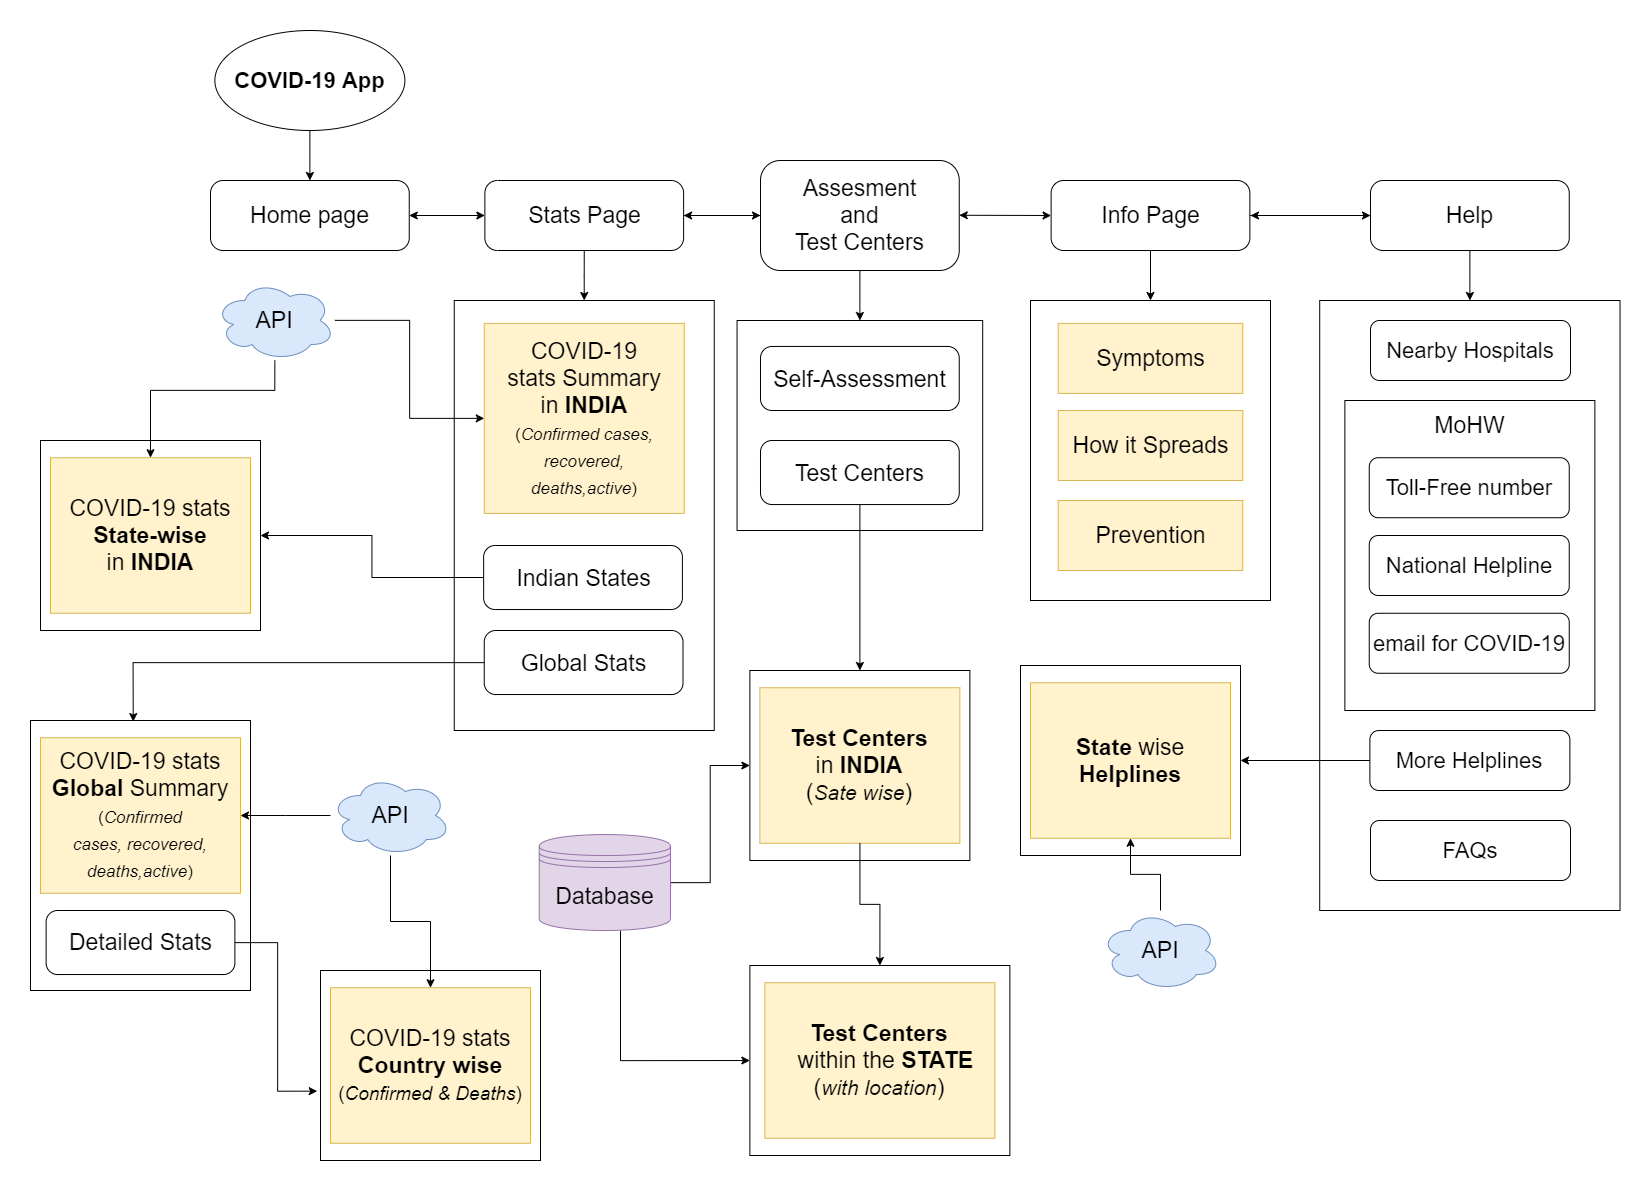 COVID-19 App
Home page
Stats Page
Assesment
and
Test Centers
Info Page
Help
API
COVID-19
stats Summary
in INDIA
(Confirmed cases,
recovered,
deaths,active)
Indian States
Global Stats
Self-Assessment
Test Centers
Symptoms
How it Spreads
Prevention
Nearby Hospitals
MoHW
Toll-Free number
National Helpline
email for COVID-19
More Helplines
FAQs
COVID-19 stats
State-wise
in INDIA
COVID-19 stats
Global Summary
(Confirmed
cases, recovered,
deaths,active)
Detailed Stats
API
COVID-19 stats
Country wise
(Confirmed & Deaths)
Database
Test Centers
in INDIA
(Sate wise)
Test Centers
within the STATE
(with location)
State wise
Helplines
API